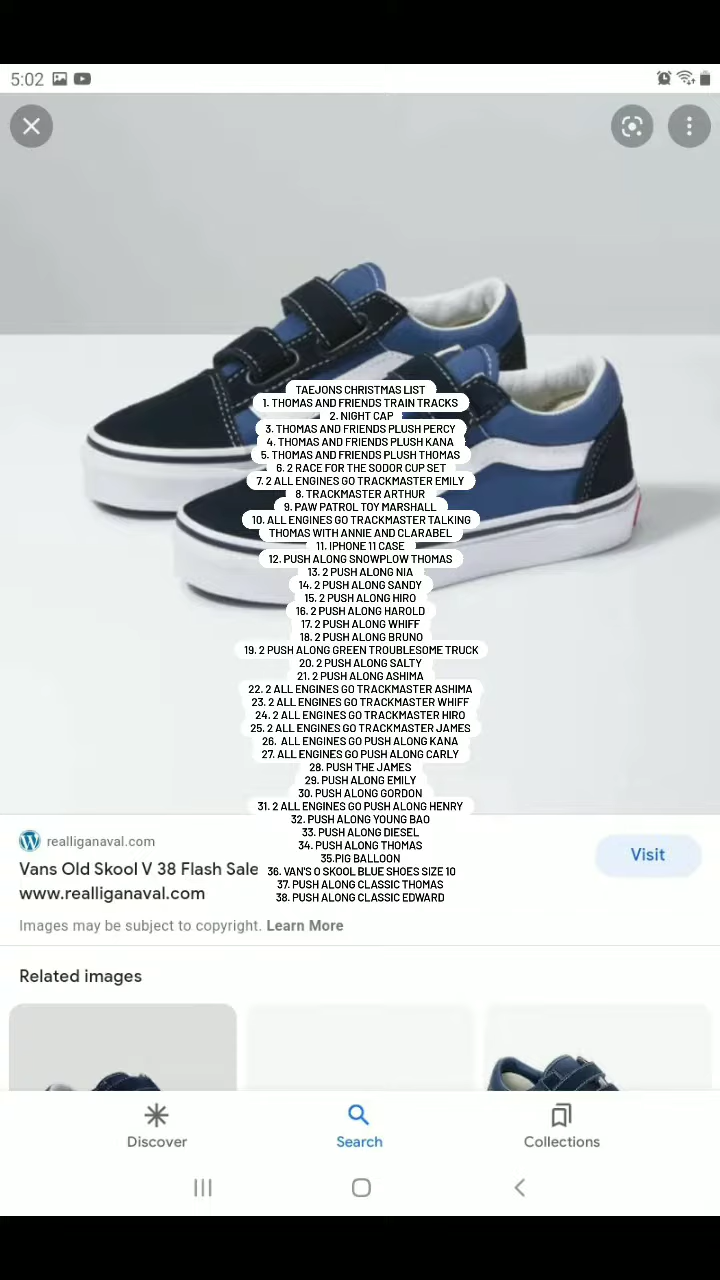 5:02
TAEJONS CHRISTMAS LIST
1. THOMAS AND FRIENDS TRAIN TRACKS
2. NIGHT CAP
3. THOMAS AND FRIENDS PLUSH PERCY
4. THOMAS AND FRIENDS PLUSH KANA
5. THOMAS AND FRIENDS PLUSH THOMAS
6. 2 RACE FOR THE SODOR CUP SET
7. 2 ALL ENGINES GO TRACKMASTER EMILY
8. TRACKMASTER ARTHUR
9. PAW PATROL TOY MARSHALL
10. ALL ENGINES GO TRACKMASTER TALKING
THOMAS WITH ANNIE AND CLARABEL
11. IPHONE 11 CASE
12. PUSH ALONG SNOWPLOW THOMAS
13. 2 PUSH ALONG NIA
14. 2 PUSH ALONG SANDY
15. 2 PUSH ALONG HIRO
16. 2 PUSH ALONG HAROLD
17. 2 PUSH ALONG WHIFF
18. 2 PUSH ALONG BRUNO
19. 2 PUSH ALONG GREEN TROUBLESOME TRUCK
20. 2 PUSH ALONG SALTY
21. 2 PUSH ALONG ASHIMA
22. 2 ALL ENGINES GO TRACKMASTER ASHIMA
23. 2 ALL ENGINES GO TRACKMASTER WHIFF
24. 2 ALL ENGINES GO TRACKMASTER HIRO
25. 2 ALL ENGINES GO TRACKMASTER JAMES
26. ALL ENGINES GO PUSH ALONG KANA
27. ALL ENGINES GO PUSH ALONG CARLY
28. PUSH THE JAMES
29. PUSH ALONG EMILY
30. PUSH ALONG GORDON
31. 2 ALL ENGINES GO PUSH ALONG HENRY
32. PUSH ALONG YOUNG BAO
33. PUSH ALONG DIESEL
34. PUSH ALONG THOMAS
35.PIG BALLOON
36. VAN'S O SKOOL BLUE SHOES SIZE 10
37. PUSH ALONG CLASSIC THOMAS
38. PUSH ALONG CLASSIC EDWARD
realliganaval.com
Vans Old Skool V 38 Flash Sale
www.realliganaval.com
Visit
Images may be subject to copyright. Learn More
Related images
Discover
Search
Collections